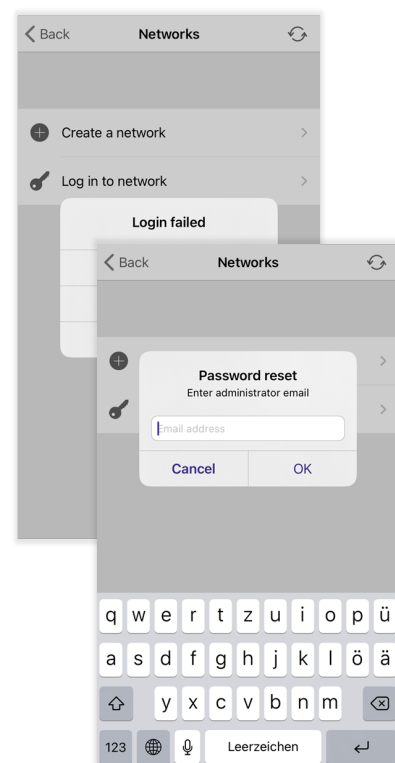 Back Networks
Create a network
Log in to network
Login failed
Back Networks
Password reset
Enter administrator email
Email address
Cancel OK
q w e r t z u i o p ü
a s d f g h j k l ö ä
y x c v b n m
123 Leerzeichen